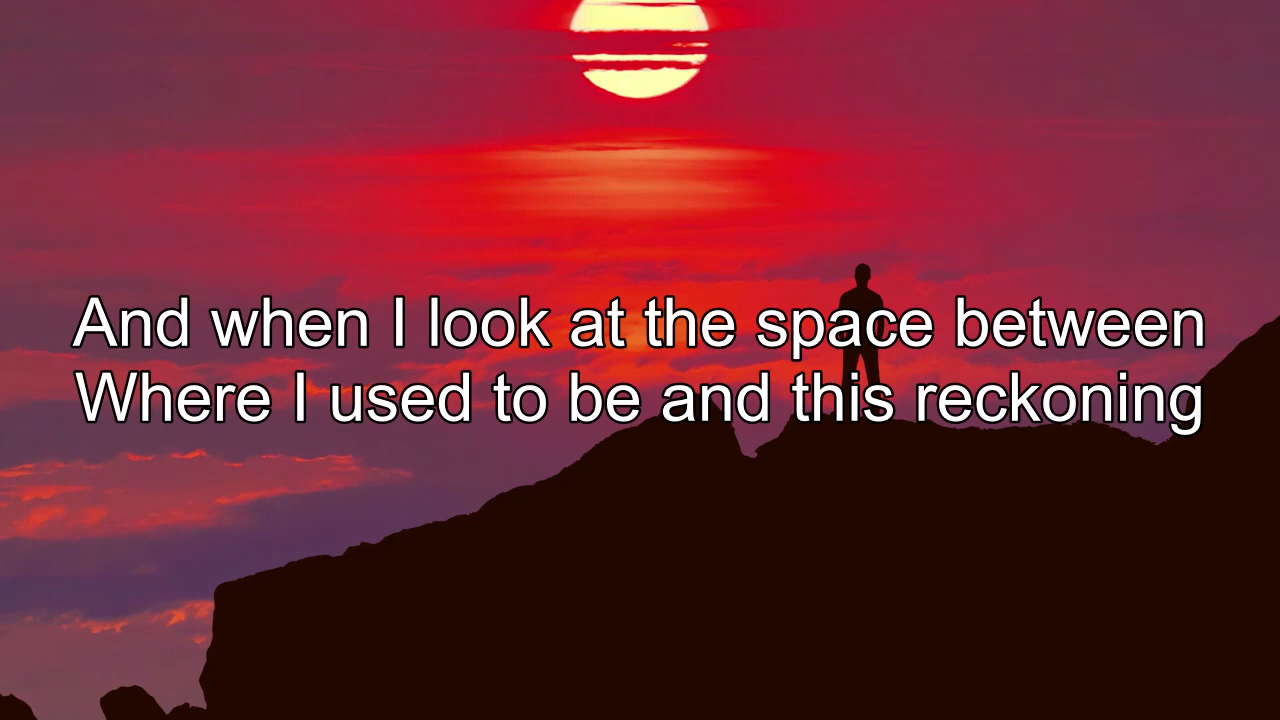 And when I look at the space between
Where I used to be and this reckoning